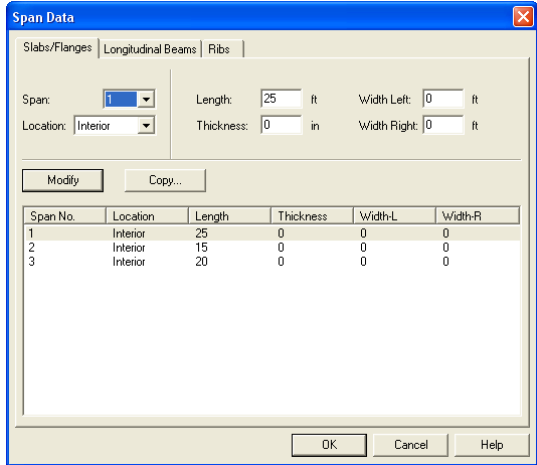 Span Data
Slabs/Flanges Longitudinal Beams Ribs
Span: 1 Length: 25 ft Width Left: 0 ft
Location: Interior Thickness: 0 in Width Right: 0 ft
Modify Copy...
Span No. Location Length Thickness Width-L Width-R
1 Interior 25 0 0 0
2 Interior 15 0 0 0
3 Interior 20 0 0 0
OK Cancel Help